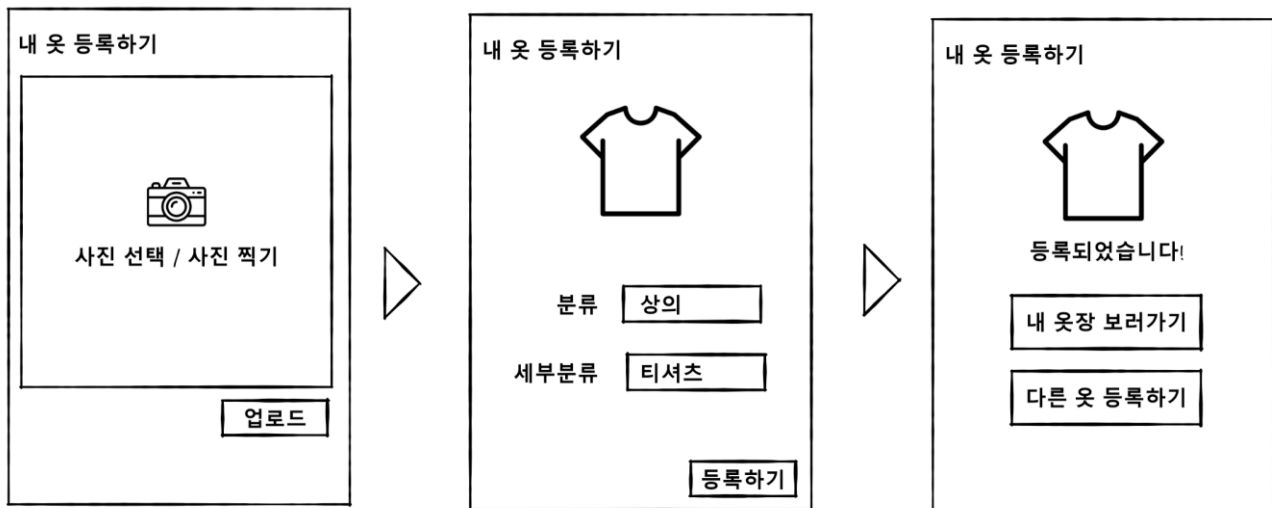 내 옷 등록하기
사진 선택 / 사진 찍기
업로드
내 옷 등록하기
분류 상의
세부분류 티셔츠
등록하기
내 옷 등록하기
등록되었습니다!
내 옷장 보러가기
다른 옷 등록하기